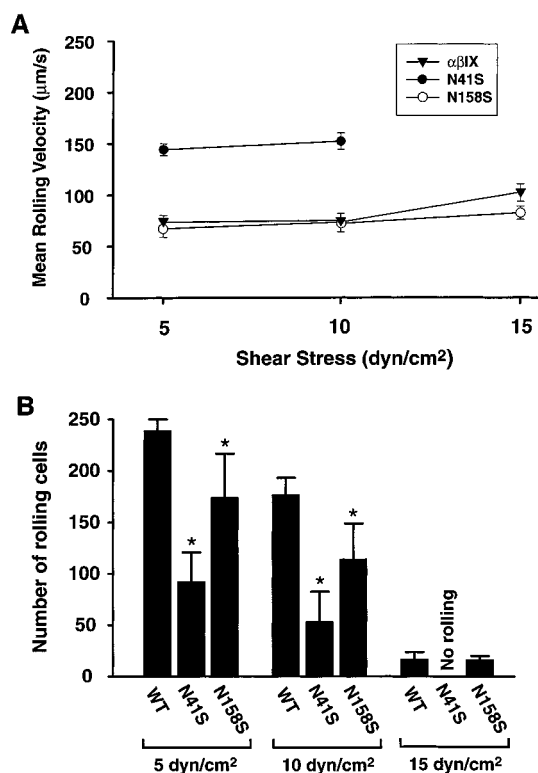 A
Mean Rolling Velocity (μm/s)
250
200
150
100
50
0
αβIX
N41S
N158S
5
10
15
Shear Stress (dyn/cm²)
B
Number of rolling cells
250
200
150
100
50
0
*
*
*
*
No rolling
WT
N41S
N158S
WT
N41S
N158S
WT
N41S
N158S
5 dyn/cm²
10 dyn/cm²
15 dyn/cm²